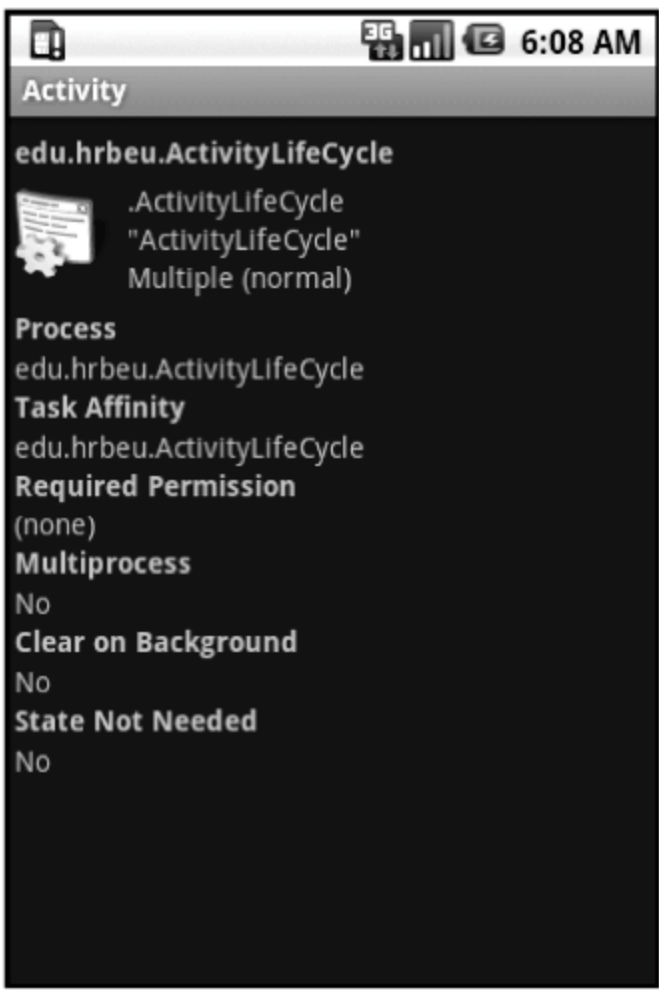 3G
6:08 AM
Activity
edu.hrbeu.ActivityLifeCycle
.ActivityLifeCycle
"ActivityLifeCycle"
Multiple (normal)
Process
edu.hrbeu.ActivityLifeCycle
Task Affinity
edu.hrbeu.ActivityLifeCycle
Required Permission
(none)
Multiprocess
No
Clear on Background
No
State Not Needed
No